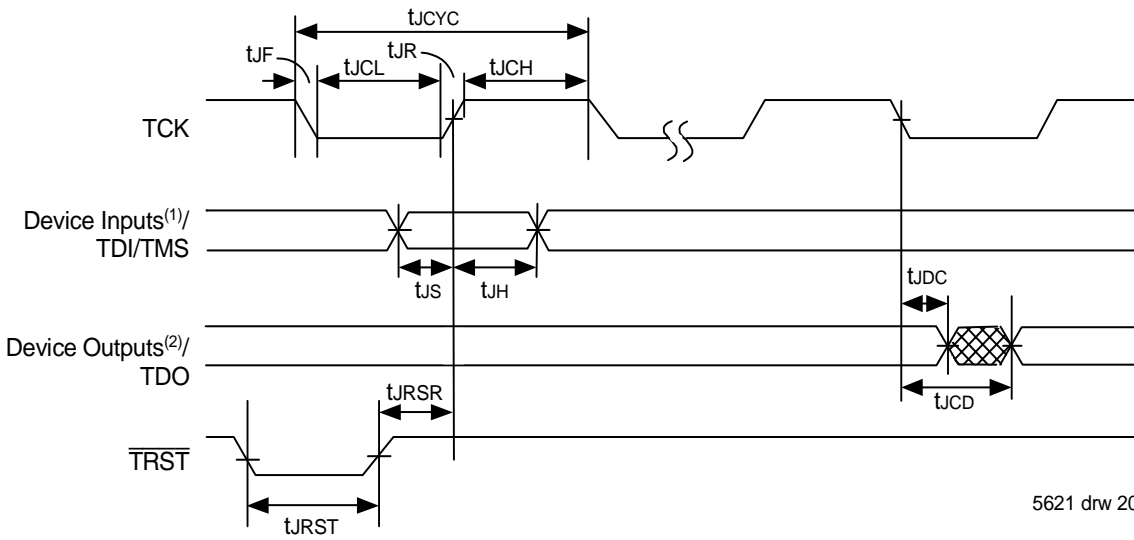 tJCYC
tJF
tJR
tJCL
tJCH
TCK
Device Inputs(1)/
TDI/TMS
tJS
tJH
tJDC
Device Outputs(2)/
TDO
tJCD
tJRSR
TRST
tJRST
5621 drw 20